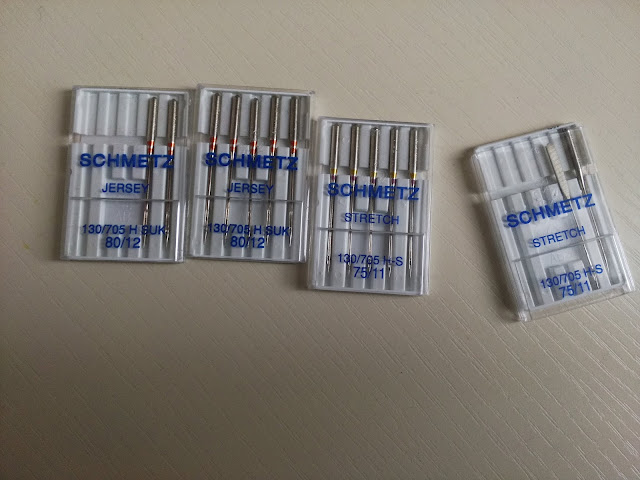 SCHMETZ
JERSEY
130/705 H SUK
80/12
SCHMETZ
JERSEY
130/705 H SUK
80/12
SCHMETZ
STRETCH
130/705 H-S
75/11
SCHMETZ
STRETCH
130/705 H-S
75/11